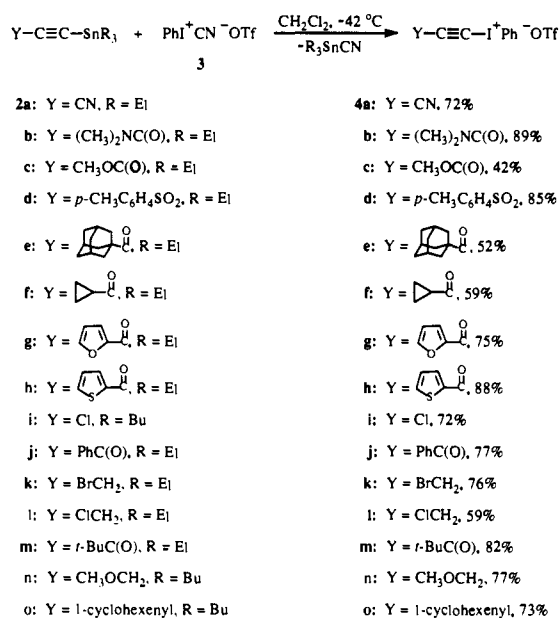 Y—C≡C—SnR₃ + PhI⁺CN ⁻OTf CH₂Cl₂, -42 °C -R₃SnCN Y—C≡C—I⁺Ph ⁻OTf
3
2a: Y = CN, R = Et 4a: Y = CN, 72%
b: Y = (CH₃)₂NC(O), R = Et b: Y = (CH₃)₂NC(O), 89%
c: Y = CH₃OC(O), R = Et c: Y = CH₃OC(O), 42%
d: Y = p-CH₃C₆H₄SO₂, R = Et d: Y = p-CH₃C₆H₄SO₂, 85%
e: Y = C O, R = Et e: Y = C O, 52%
f: Y = C O, R = Et f: Y = C O, 59%
g: Y = O C O, R = Et g: Y = O C O, 75%
h: Y = S C O, R = Et h: Y = S C O, 88%
i: Y = Cl, R = Bu i: Y = Cl, 72%
j: Y = PhC(O), R = Et j: Y = PhC(O), 77%
k: Y = BrCH₂, R = Et k: Y = BrCH₂, 76%
l: Y = ClCH₂, R = Et l: Y = ClCH₂, 59%
m: Y = t-BuC(O), R = Et m: Y = t-BuC(O), 82%
n: Y = CH₃OCH₂, R = Bu n: Y = CH₃OCH₂, 77%
o: Y = 1-cyclohexenyl, R = Bu o: Y = 1-cyclohexenyl, 73%